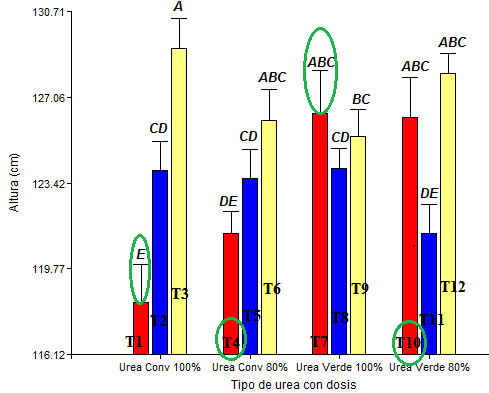 130.71
127.06
123.42
119.77
116.12
Altura (cm)
E
CD
A
DE
CD
ABC
ABC
CD
BC
ABC
DE
ABC
T1
T2
T3
T4
T5
T6
T7
T8
T9
T10
T11
T12
Urea Conv 100%
Urea Conv 80%
Urea Verde 100%
Urea Verde 80%
Tipo de urea con dosis